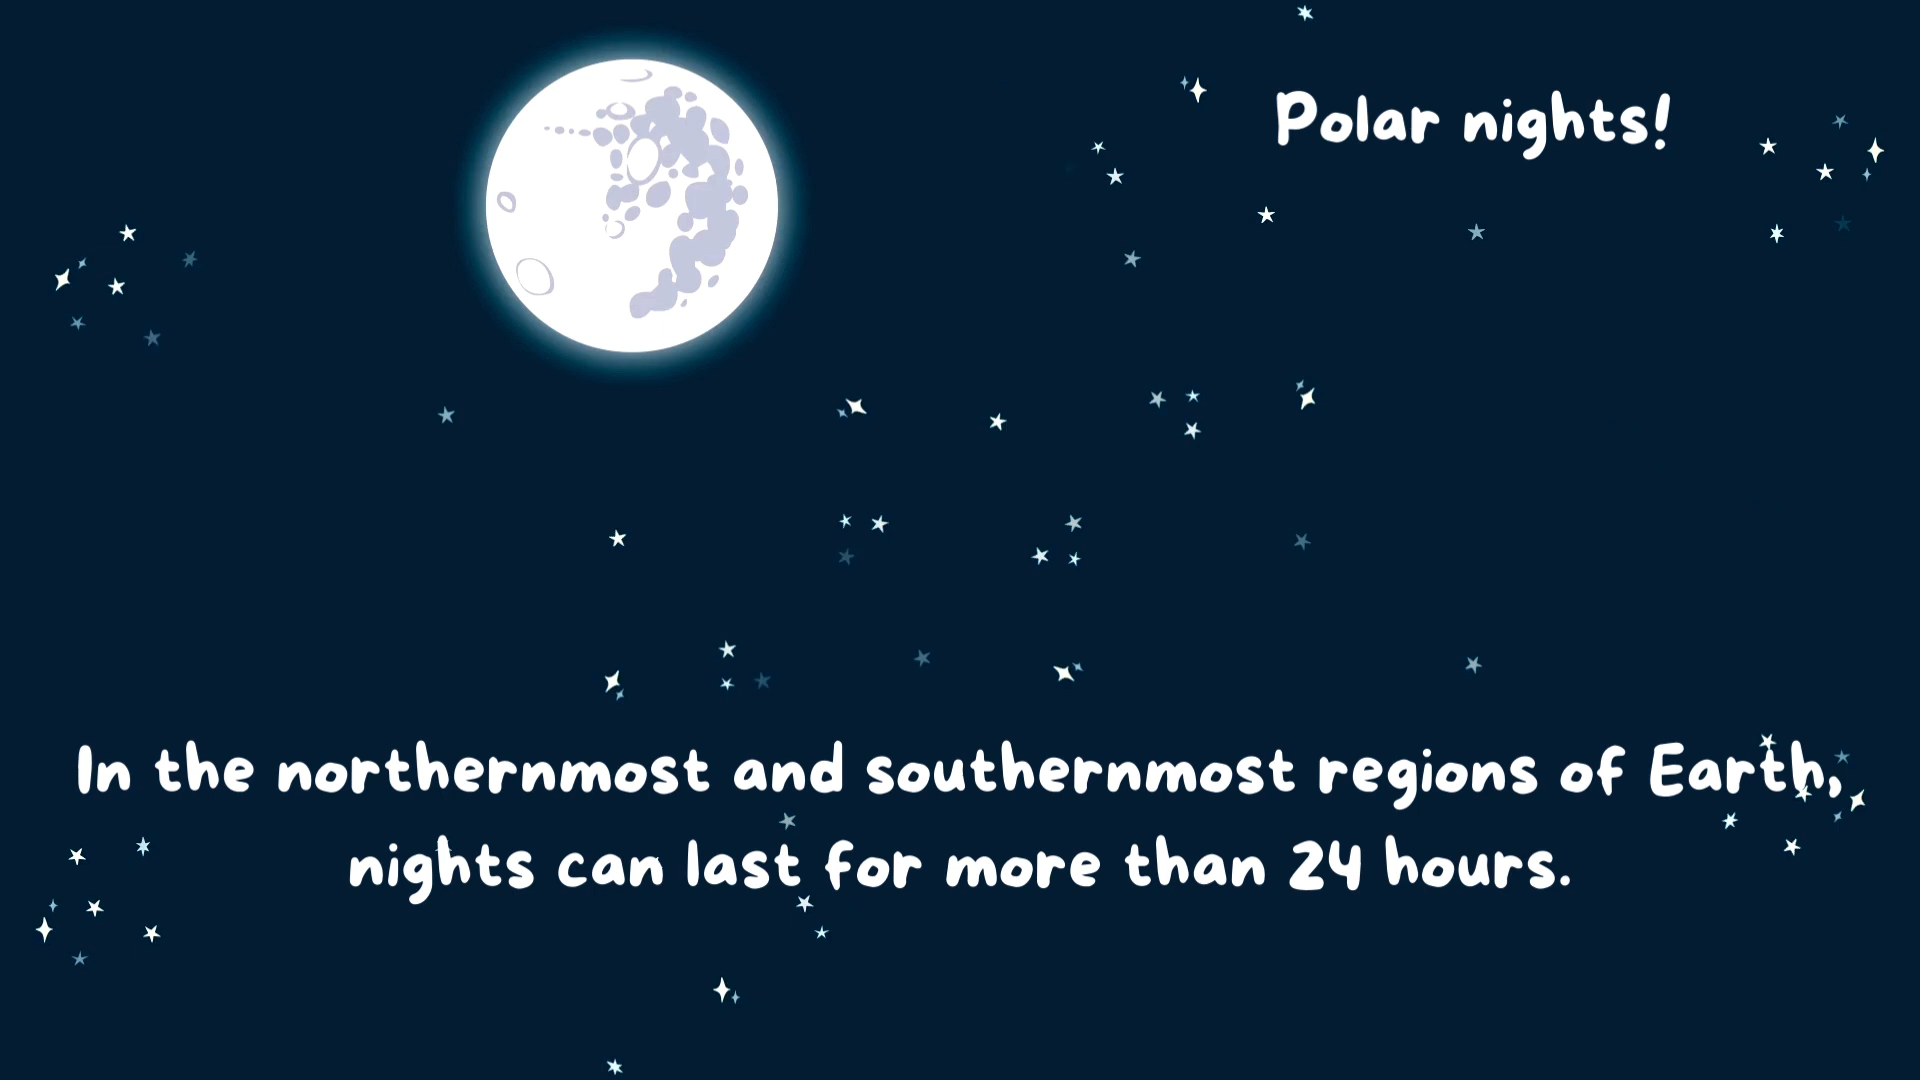 Polar nights!
In the northernmost and southernmost regions of Earth,
nights can last for more than 24 hours.